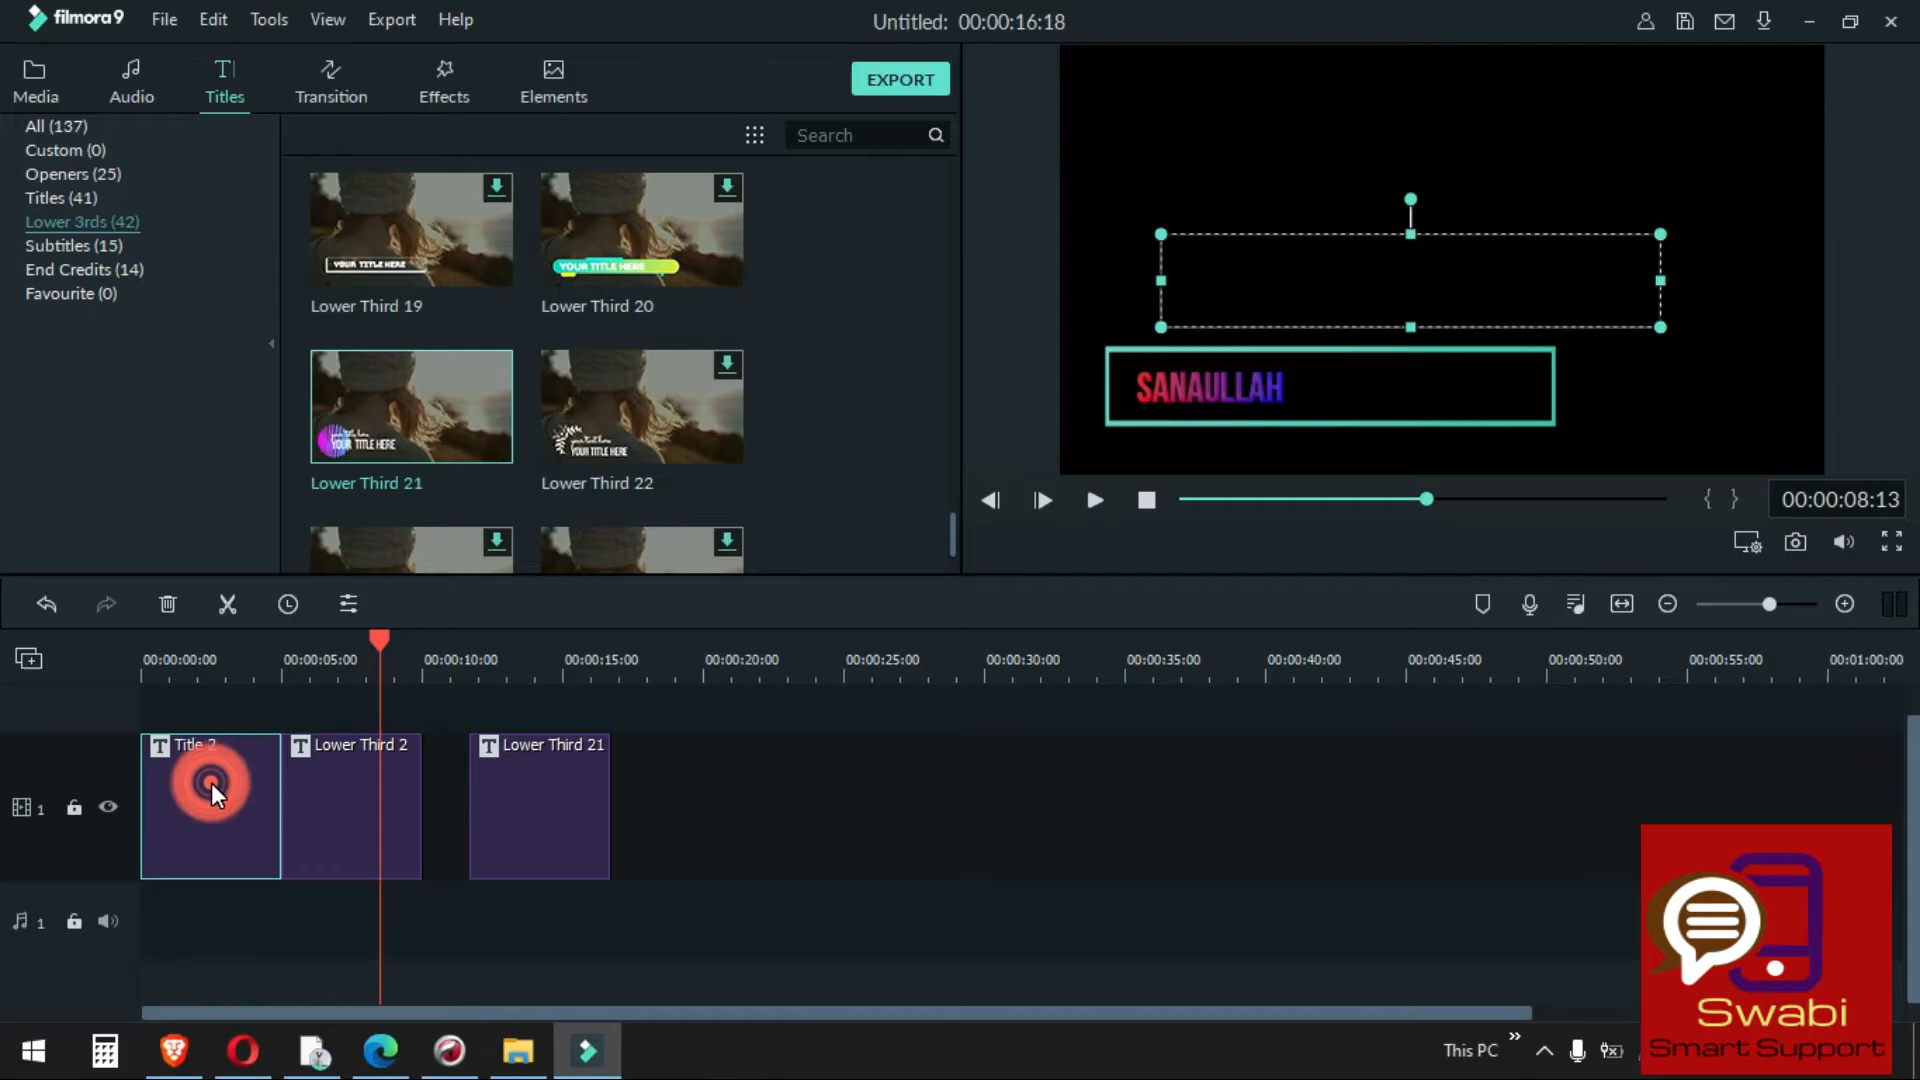 filmora9 File Edit Tools View Export Help Untitled: 00:00:16:18
Media Audio Titles Transition Effects Elements EXPORT
All (137)
Custom (0)
Openers (25)
Titles (41)
Lower 3rds (42)
Subtitles (15)
End Credits (14)
Favourite (0)
Search
YOUR TITLE HERE
YOUR TITLE HERE
Lower Third 19
Lower Third 20
your title here
YOUR TITLE HERE
your text here
YOUR TITLE HERE
Lower Third 21
Lower Third 22
SANAULLAH
{ } 00:00:08:13
00:00:00:00 00:00:05:00 00:00:10:00 00:00:15:00 00:00:20:00 00:00:25:00 00:00:30:00 00:00:35:00 00:00:40:00 00:00:45:00 00:00:50:00 00:00:55:00 00:01:00:00
T Title 2 T Lower Third 2 T Lower Third 21
1
1
This PC
Swabi
Smart Support